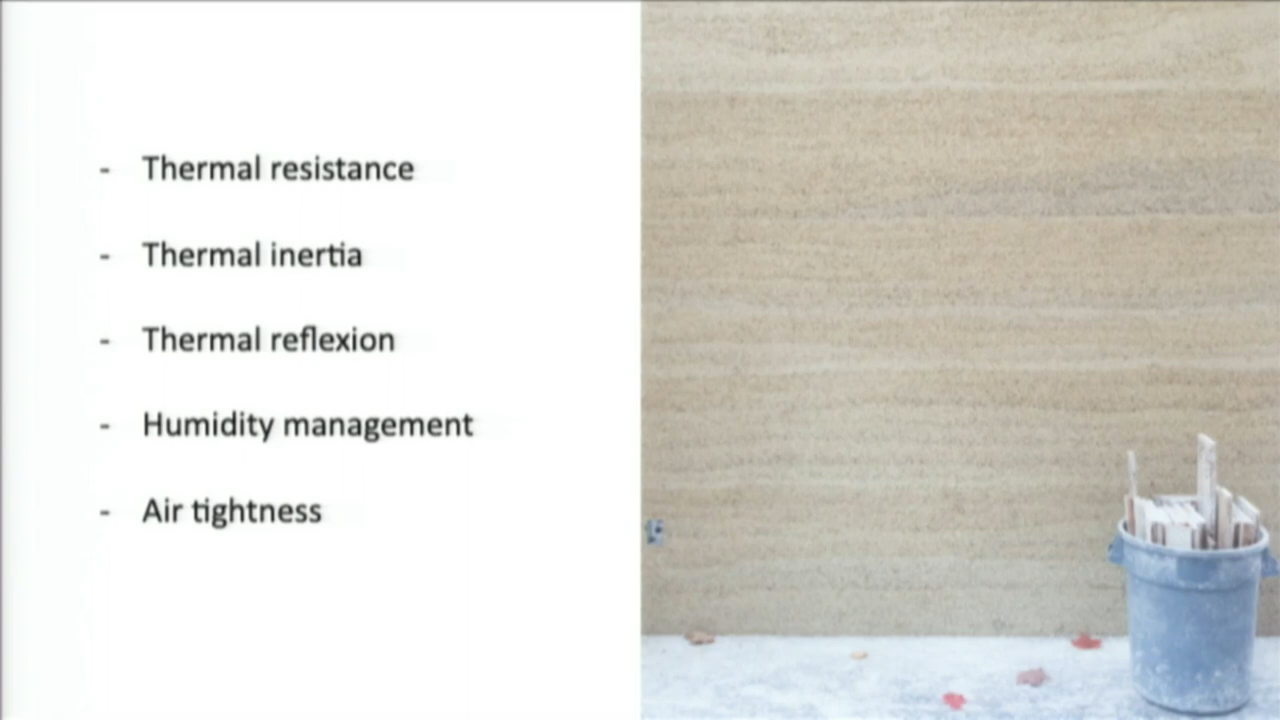 - Thermal resistance
- Thermal inertia
- Thermal reflexion
- Humidity management
- Air tightness